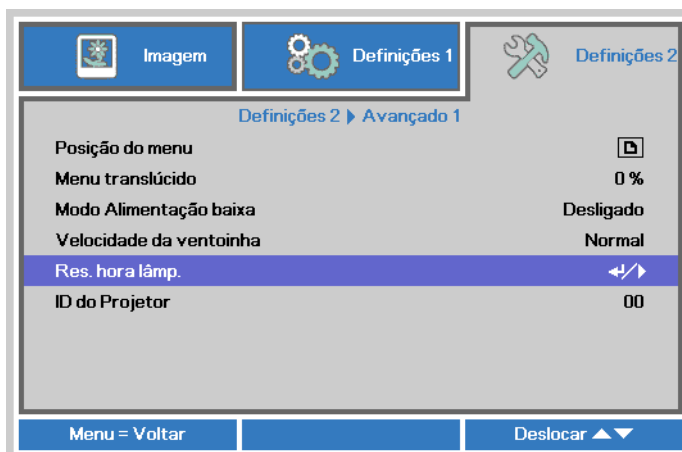 Imagem
Definições 1
Definições 2
Definições 2 Avançado 1
Posição do menu
Menu translúcido 0 %
Modo Alimentação baixa Desligado
Velocidade da ventoinha Normal
Res. hora lâmp.
ID do Projetor 00
Menu = Voltar Deslocar